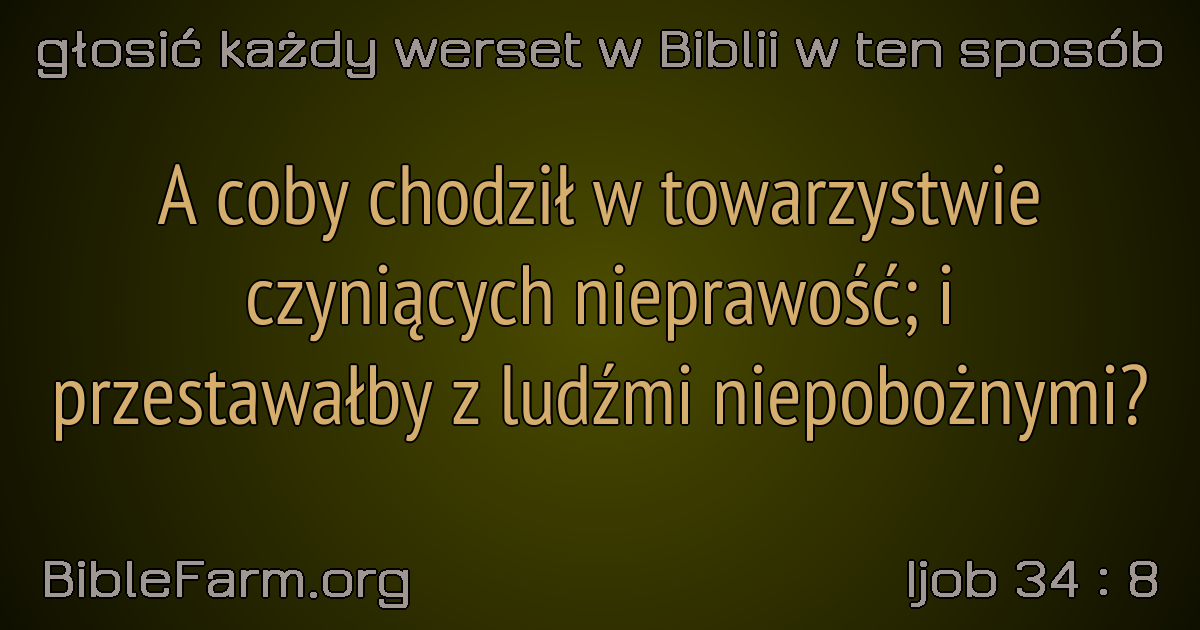 głosić każdy werset w Biblii w ten sposób
A coby chodził w towarzystwie
czyniących nieprawość; i
przestawałby z ludźmi niepobożnymi?
BibleFarm.org
Ijob 34 : 8